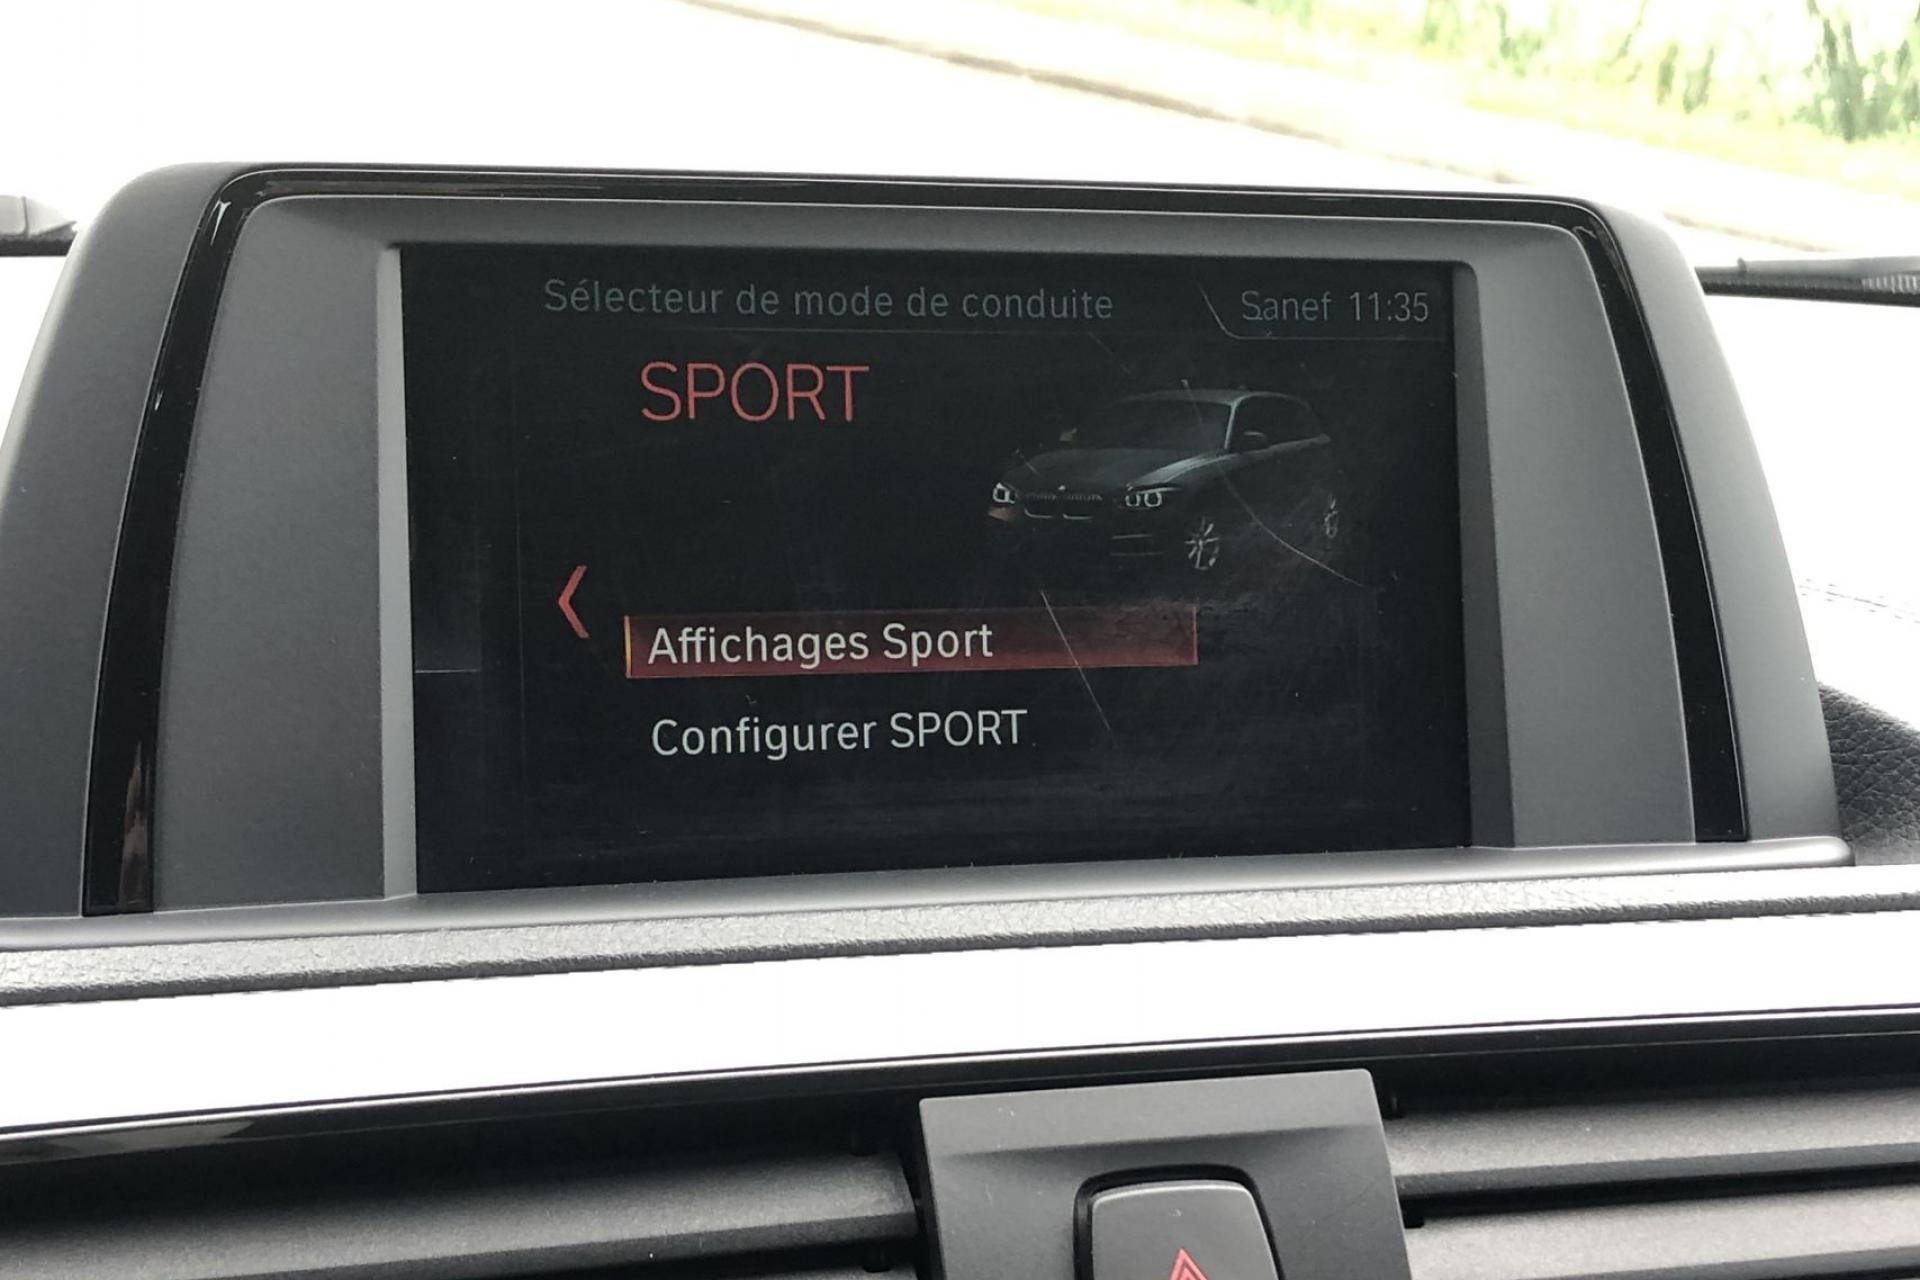 Sélecteur de mode de conduite
Sanef 11:35
SPORT
Affichages Sport
Configurer SPORT